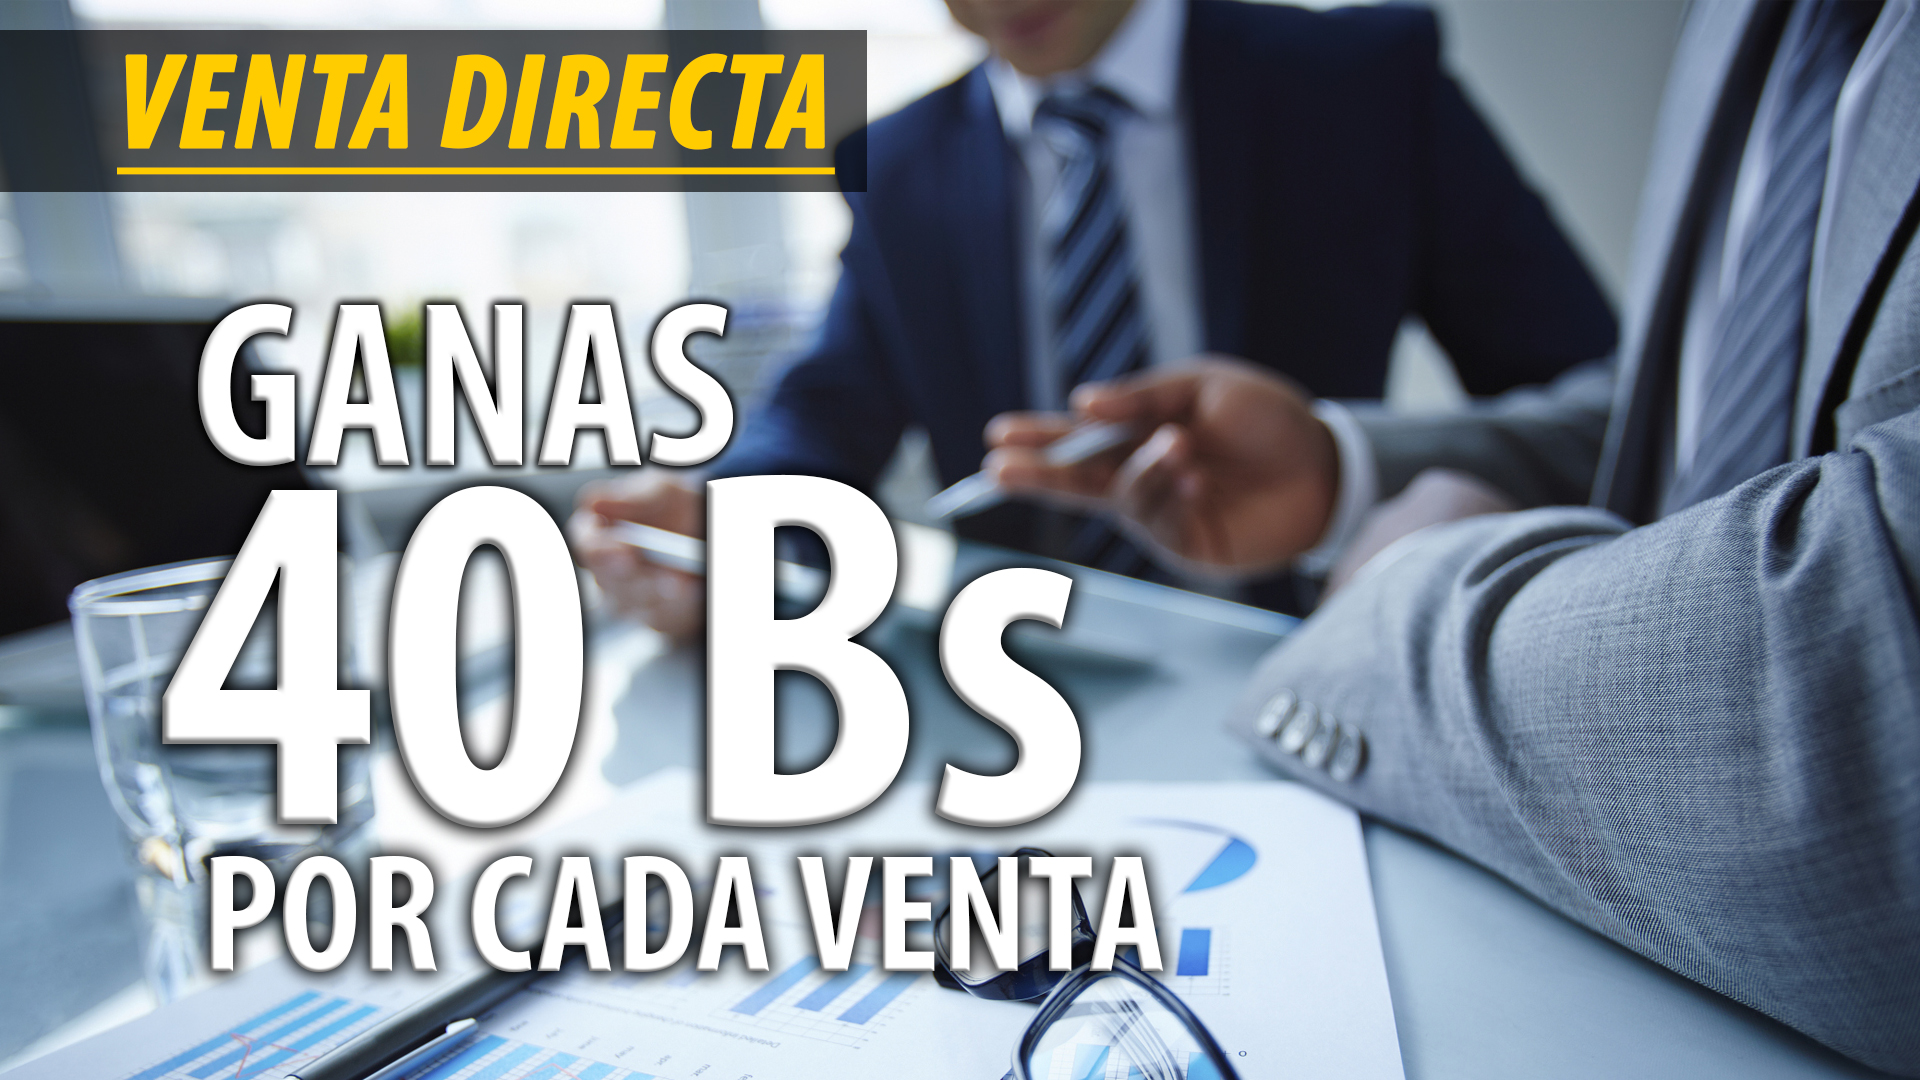 VENTA DIRECTA
GANAS
40 Bs
POR CADA VENTA